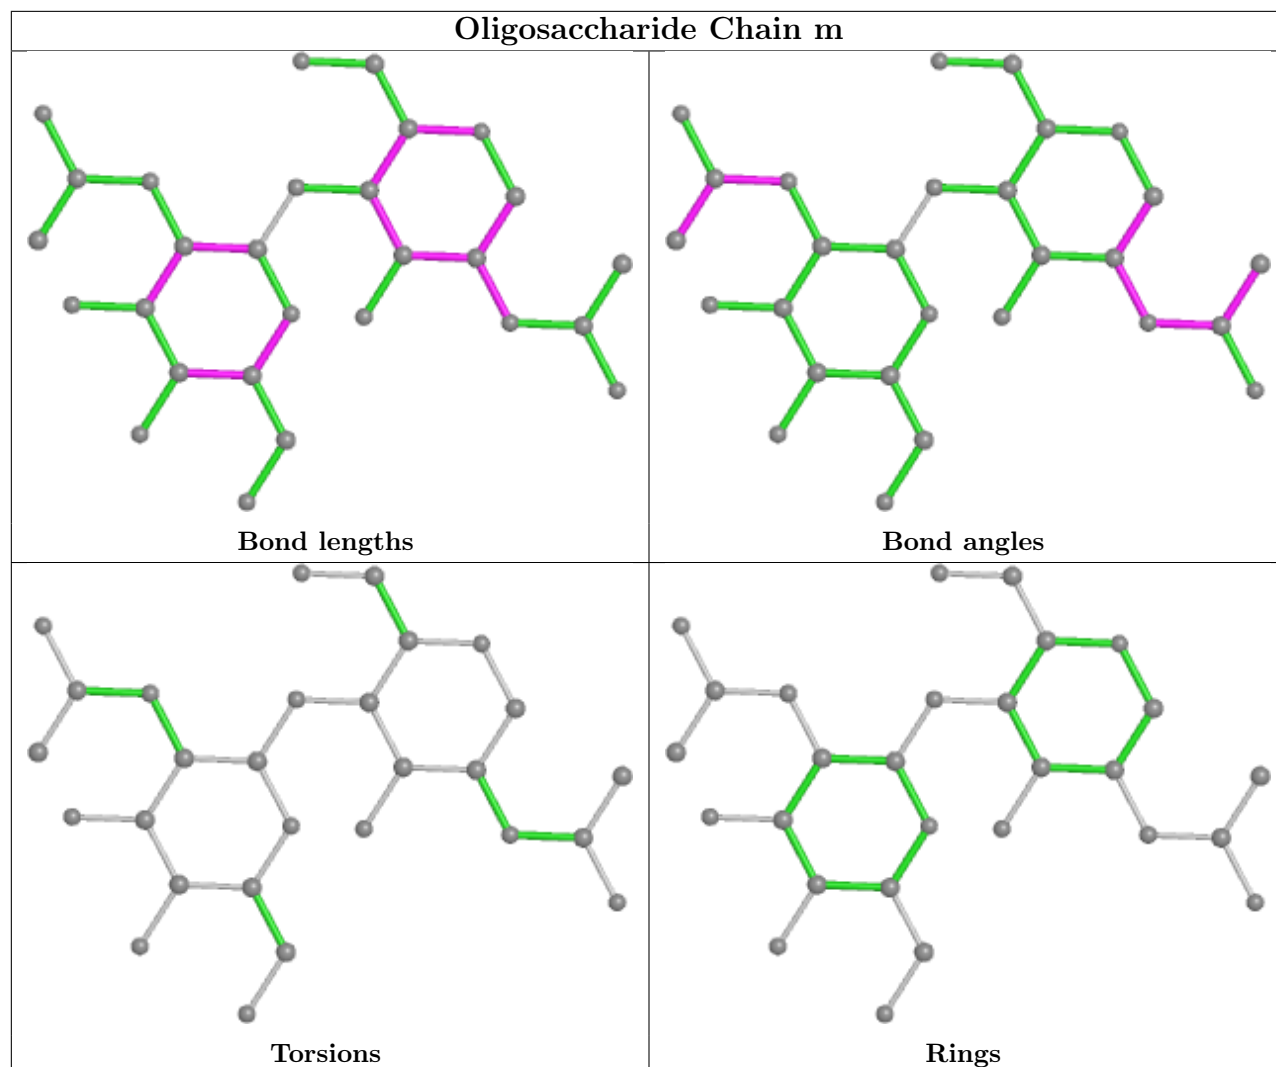 Oligosaccharide Chain m
Bond lengths
Bond angles
Torsions
Rings